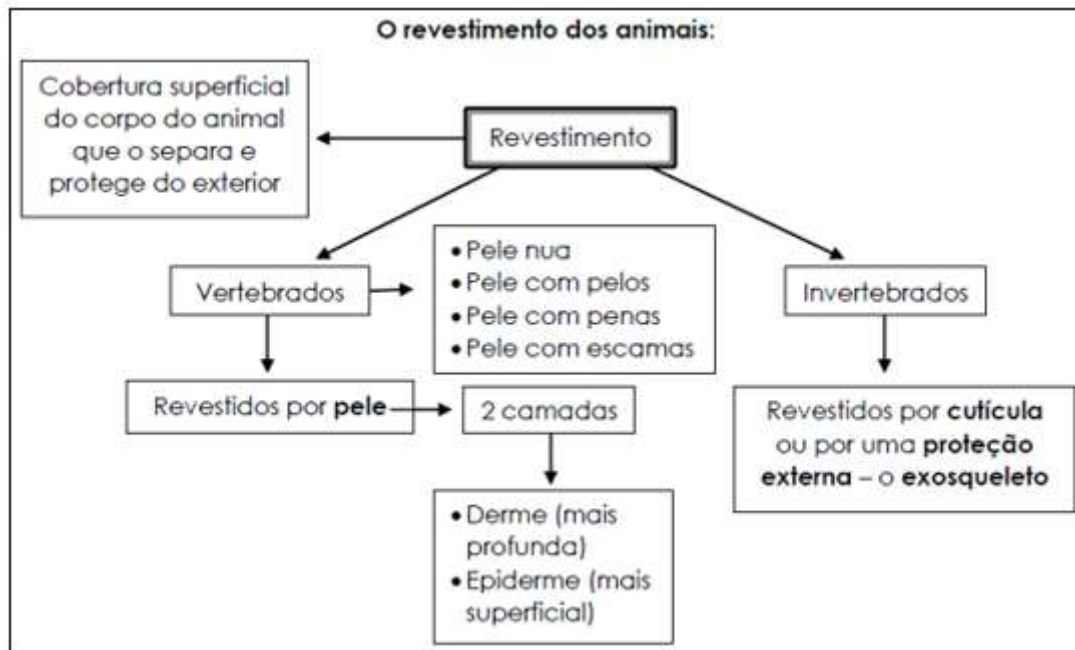 O revestimento dos animais:
Cobertura superficial
do corpo do animal
que o separa e
protege do exterior
Revestimento
Vertebrados
• Pele nua
• Pele com pelos
• Pele com penas
• Pele com escamas
Invertebrados
Revestidos por pele
2 camadas
Revestidos por cutícula
ou por uma proteção
externa – o exosqueleto
• Derme (mais
profunda)
• Epiderme (mais
superficial)